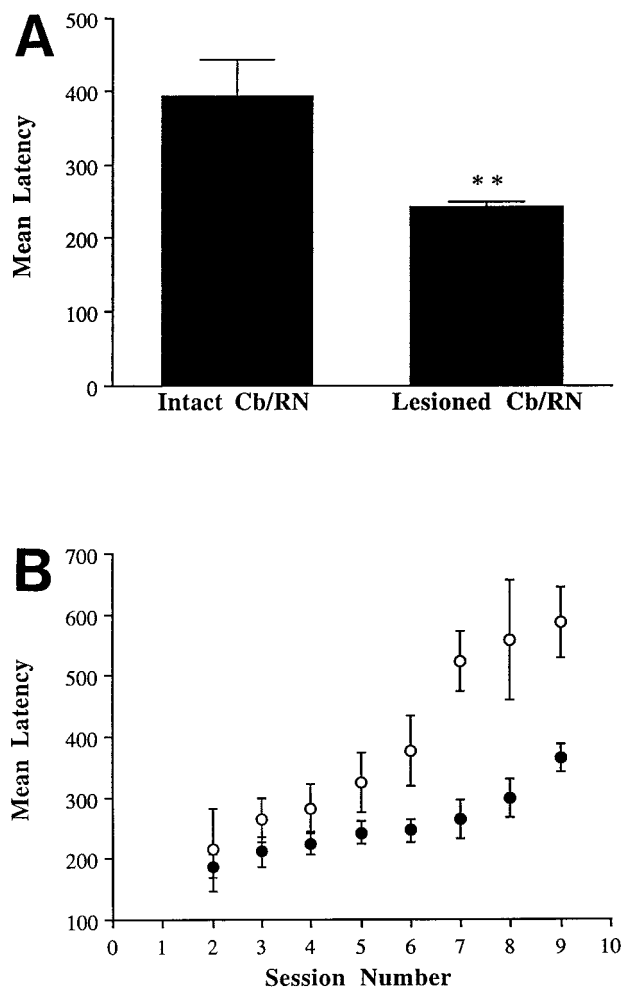 A
500
400
300
200
100
0
Mean Latency
* *
Intact Cb/RN
Lesioned Cb/RN
B
700
600
500
400
300
200
100
Mean Latency
0 1 2 3 4 5 6 7 8 9 10
Session Number